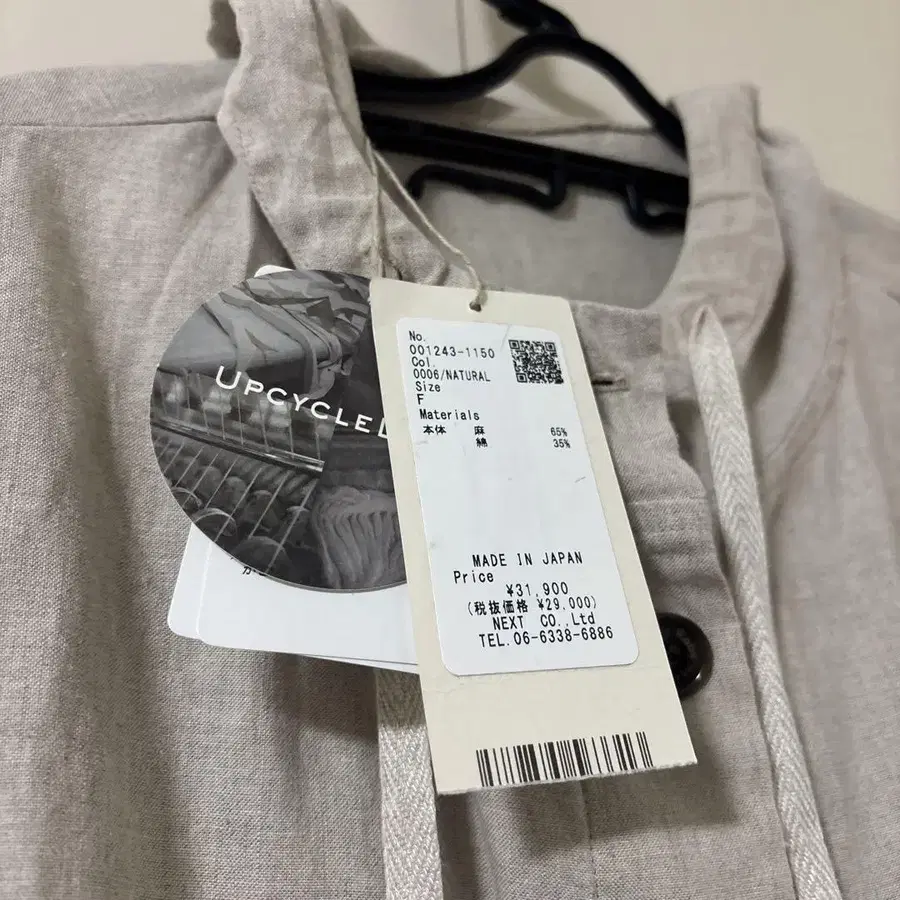 UPCYCLED
No.
001243-1150
Col.
0006/NATURAL
Size
F
Materials
本体 麻 65%
綿 35%
MADE IN JAPAN
Price
¥31,900
(税抜価格 ¥29,000)
NEXT CO.,Ltd
TEL.06-6338-6886